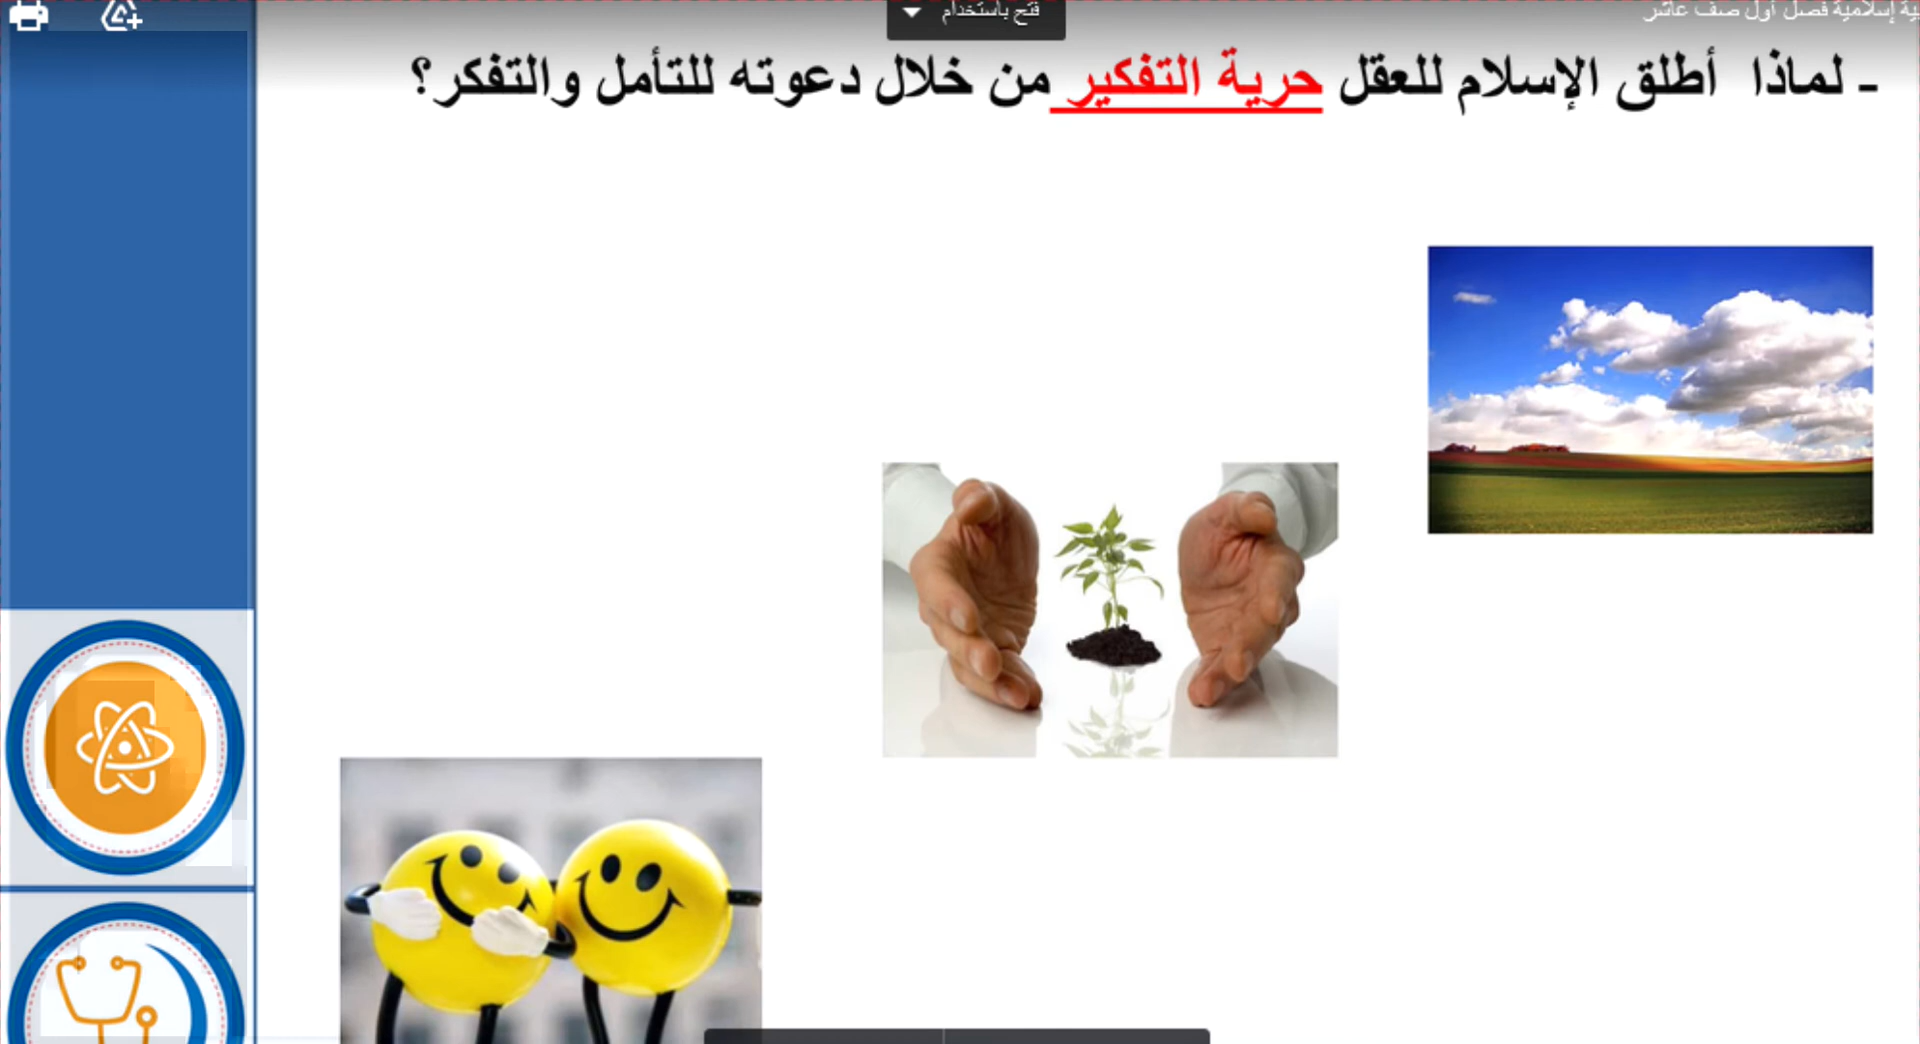 فتح باستخدام
ية إسلامية فصل أول صف عاشر
- لماذا أطلق الإسلام للعقل حرية التفكير من خلال دعوته للتأمل والتفكر؟